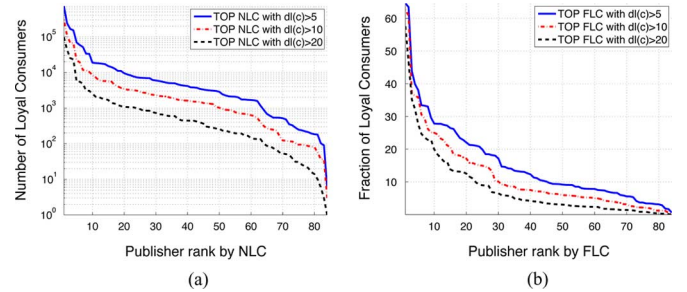 TOP NLC with dl(c)>5
TOP NLC with dl(c)>10
TOP NLC with dl(c)>20
Number of Loyal Consumers
10^5
10^4
10^3
10^2
10^1
10^0
10 20 30 40 50 60 70 80
Publisher rank by NLC
(a)
TOP FLC with dl(c)>5
TOP FLC with dl(c)>10
TOP FLC with dl(c)>20
Fraction of Loyal Consumers
60
50
40
30
20
10
10 20 30 40 50 60 70 80
Publisher rank by FLC
(b)